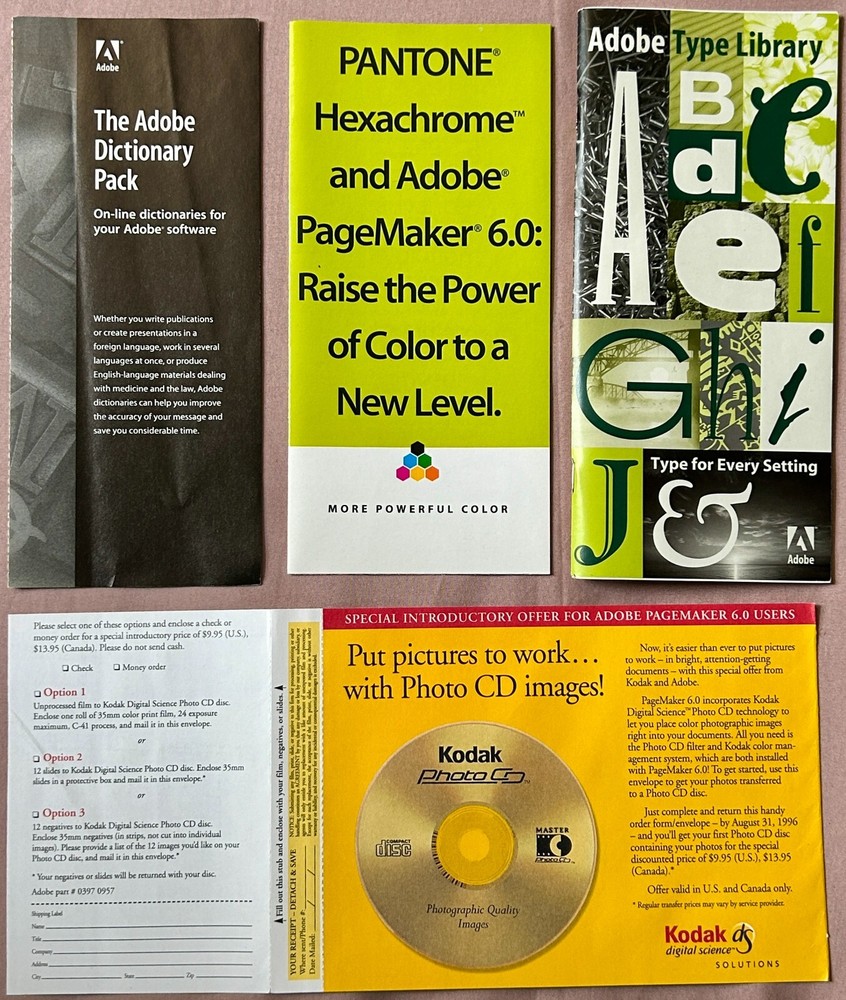 Adobe
The Adobe
Dictionary
Pack
On-line dictionaries for
your Adobe® software
Whether you write publications
or create presentations in a
foreign language, work in several
languages at once, or produce
English-language materials dealing
with medicine and the law, Adobe
dictionaries can help you improve
the accuracy of your message and
save you considerable time.
PANTONE®
Hexachrome™
and Adobe®
PageMaker® 6.0:
Raise the Power
of Color to a
New Level.
MORE POWERFUL COLOR
Adobe Type Library
A B C
d
e f
G h i
J &
Type for Every Setting
Adobe
Please select one of these options and enclose a check or
money order for a special introductory price of $9.95 (U.S.),
$13.95 (Canada). Please do not send cash.
❑ Check ❑ Money order
❑ Option 1
Unprocessed film to Kodak Digital Science Photo CD disc.
Enclose one roll of 35mm color print film, 24 exposure
maximum, C-41 process, and mail it in this envelope.
or
❑ Option 2
12 slides to Kodak Digital Science Photo CD disc. Enclose 35mm
slides in a protective box and mail it in this envelope.*
or
❑ Option 3
12 negatives to Kodak Digital Science Photo CD disc.
Enclose 35mm negatives (in strips, not cut into individual
images). Please provide a list of the 12 images you'd like on your
Photo CD disc, and mail it in this envelope.*
* Your negatives or slides will be returned with your disc.
Adobe part # 0397 0957
Shipping Label
Name
Title
Company
Address
City State Zip
▲Fill out this stub and enclose with your film, negatives, or slides.▲
YOUR RECEIPT – DETACH & SAVE
Where sent/Phone #:
Date Mailed: / /
SPECIAL INTRODUCTORY OFFER FOR ADOBE PAGEMAKER 6.0 USERS
Put pictures to work…
with Photo CD images!
Kodak
Photo CD™
COMPACT
disc
MASTER
Photo CD
Photographic Quality
Images
Now, it's easier than ever to put pictures
to work – in bright, attention-getting
documents – with this special offer from
Kodak and Adobe.
PageMaker 6.0 incorporates Kodak
Digital Science™ Photo CD technology to
let you place color photographic images
right into your documents. All you need is
the Photo CD filter and Kodak color man-
agement system, which are both installed
with PageMaker 6.0! To get started, use this
envelope to get your photos transferred
to a Photo CD disc.
Just complete and return this handy
order form/envelope – by August 31, 1996
– and you'll get your first Photo CD disc
containing your photos for the special
discounted price of $9.95 (U.S.), $13.95
(Canada).*
Offer valid in U.S. and Canada only.
* Regular transfer prices may vary by service provider.
Kodak ds
digital science™
SOLUTIONS